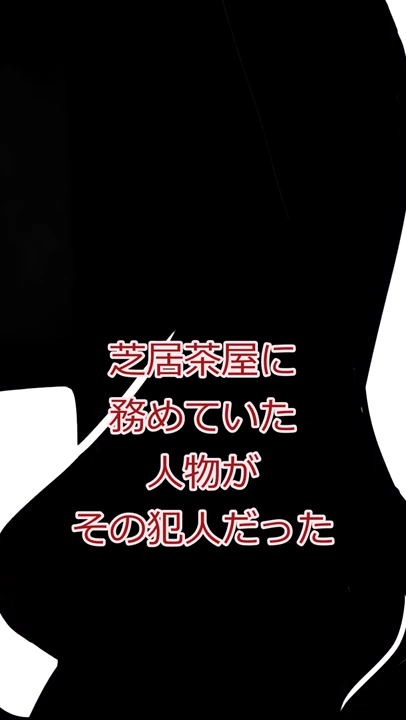 芝居茶屋に
務めていた
人物が
その犯人だった